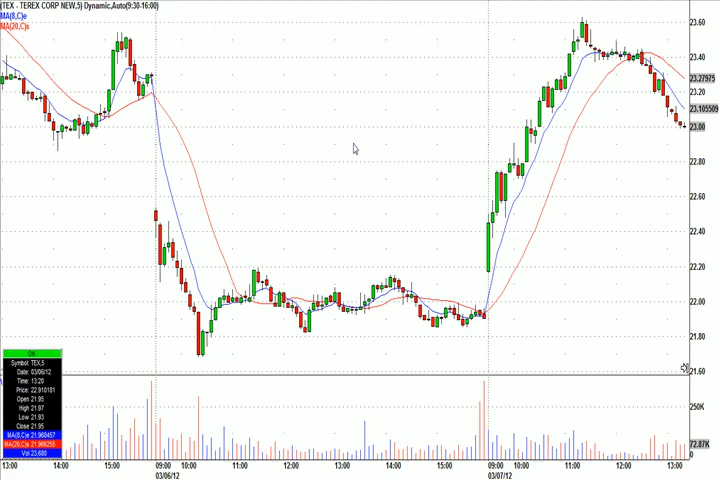 (TEX - TEREX CORP NEW,5) Dynamic,Auto(9:30-16:00)
MA(8,C)e
MA(20,C)s
23.60
23.40
23.27975
23.20
23.105509
23.00
22.80
22.60
22.40
22.20
22.00
21.80
21.60
250K
72.87K
0
OK
Symbol: TEX,5
Date: 03/06/12
Time: 13:20
Price: 22.910181
Open 21.95
High 21.97
Low 21.93
Close 21.95
MA(8,C)e 21.968457
MA(20,C)s 21.966255
Vol 23,680
13:00 14:00 15:00 09:00 10:00 11:00 12:00 13:00 14:00 15:00 09:00 10:00 11:00 12:00 13:00
03/06/12 03/07/12